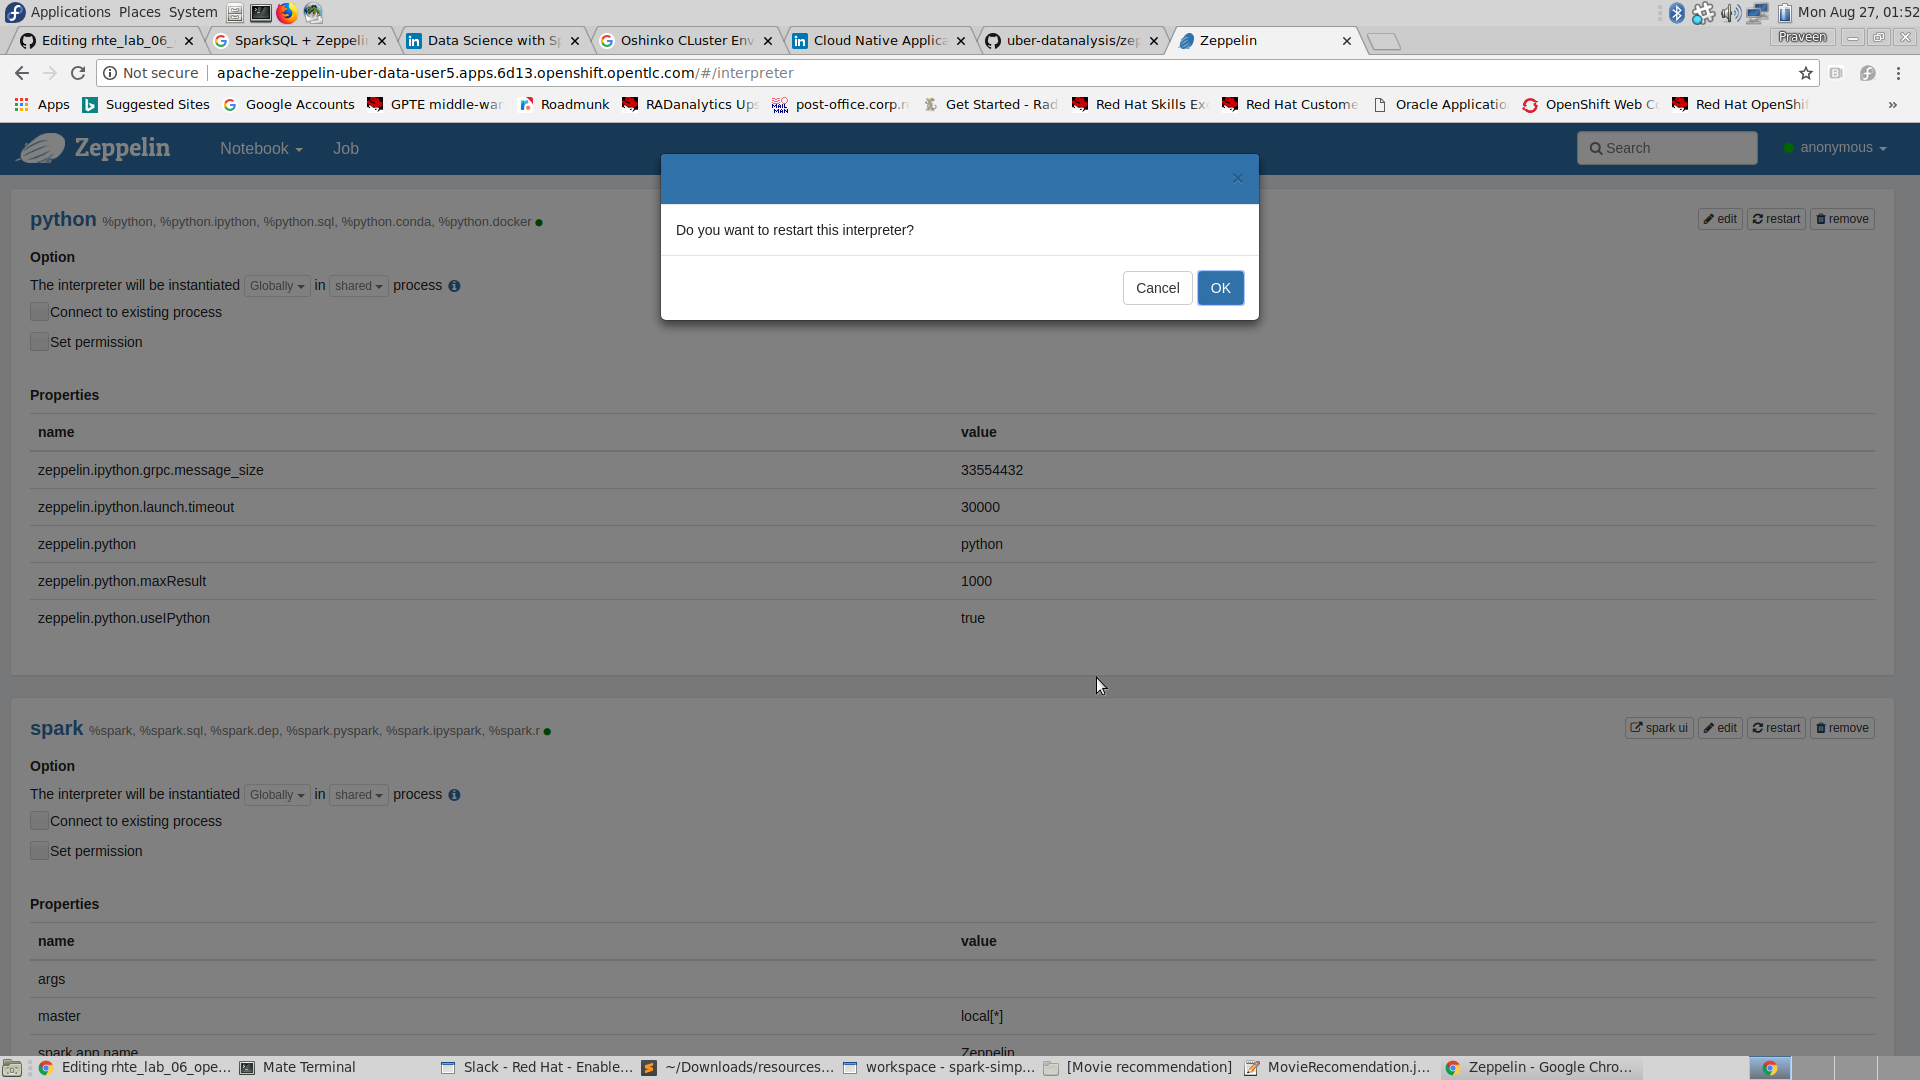 Applications Places System
Mon Aug 27, 01:52
Editing rhte_lab_06_
SparkSQL + Zeppelin
Data Science with S
Oshinko CLuster Env
Cloud Native Applica
uber-datanalysis/zep
Zeppelin
Praveen
Not secure apache-zeppelin-uber-data-user5.apps.6d13.openshift.opentlc.com/#/interpreter
Apps Suggested Sites Google Accounts GPTE middle-wa Roadmunk RADanalytics Ups post-office.corp.r Get Started - Rad Red Hat Skills Ex Red Hat Custome Oracle Applicatio OpenShift Web C Red Hat OpenShif »
Zeppelin Notebook Job Search anonymous
×
Do you want to restart this interpreter?
Cancel OK
python %python, %python.ipython, %python.sql, %python.conda, %python.docker
edit restart remove
Option
The interpreter will be instantiated Globally in shared process
Connect to existing process
Set permission
Properties
name value
zeppelin.ipython.grpc.message_size 33554432
zeppelin.ipython.launch.timeout 30000
zeppelin.python python
zeppelin.python.maxResult 1000
zeppelin.python.useIPython true
spark %spark, %spark.sql, %spark.dep, %spark.pyspark, %spark.ipyspark, %spark.r
spark ui edit restart remove
Option
The interpreter will be instantiated Globally in shared process
Connect to existing process
Set permission
Properties
name value
args
master local[*]
spark.app.name Zeppelin
Editing rhte_lab_06_ope... Mate Terminal Slack - Red Hat - Enable... ~/Downloads/resources... workspace - spark-simp... [Movie recommendation] MovieRecomendation.j... Zeppelin - Google Chro...